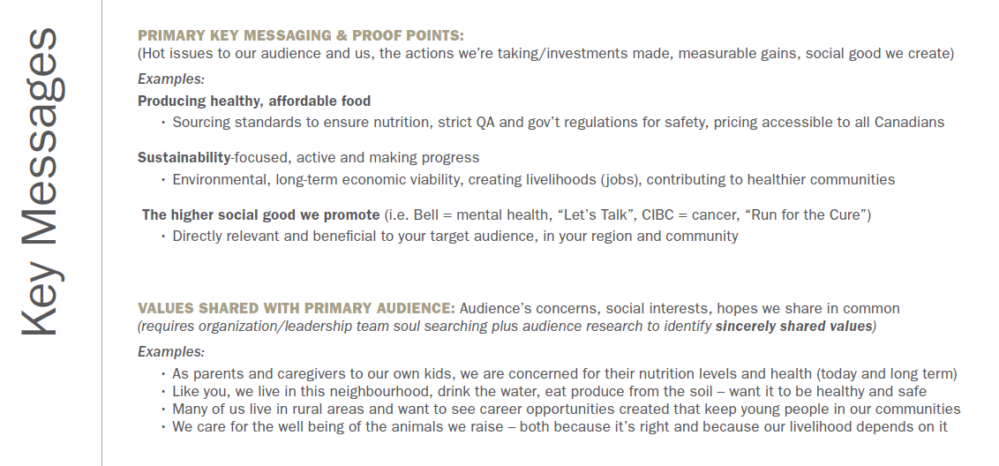 Key Messages
PRIMARY KEY MESSAGING & PROOF POINTS:
(Hot issues to our audience and us, the actions we’re taking/investments made, measurable gains, social good we create)
Examples:
Producing healthy, affordable food
• Sourcing standards to ensure nutrition, strict QA and gov’t regulations for safety, pricing accessible to all Canadians
Sustainability-focused, active and making progress
• Environmental, long-term economic viability, creating livelihoods (jobs), contributing to healthier communities
The higher social good we promote (i.e. Bell = mental health, “Let’s Talk”, CIBC = cancer, “Run for the Cure”)
• Directly relevant and beneficial to your target audience, in your region and community
VALUES SHARED WITH PRIMARY AUDIENCE: Audience’s concerns, social interests, hopes we share in common
(requires organization/leadership team soul searching plus audience research to identify sincerely shared values)
Examples:
• As parents and caregivers to our own kids, we are concerned for their nutrition levels and health (today and long term)
• Like you, we live in this neighbourhood, drink the water, eat produce from the soil – want it to be healthy and safe
• Many of us live in rural areas and want to see career opportunities created that keep young people in our communities
• We care for the well being of the animals we raise – both because it’s right and because our livelihood depends on it